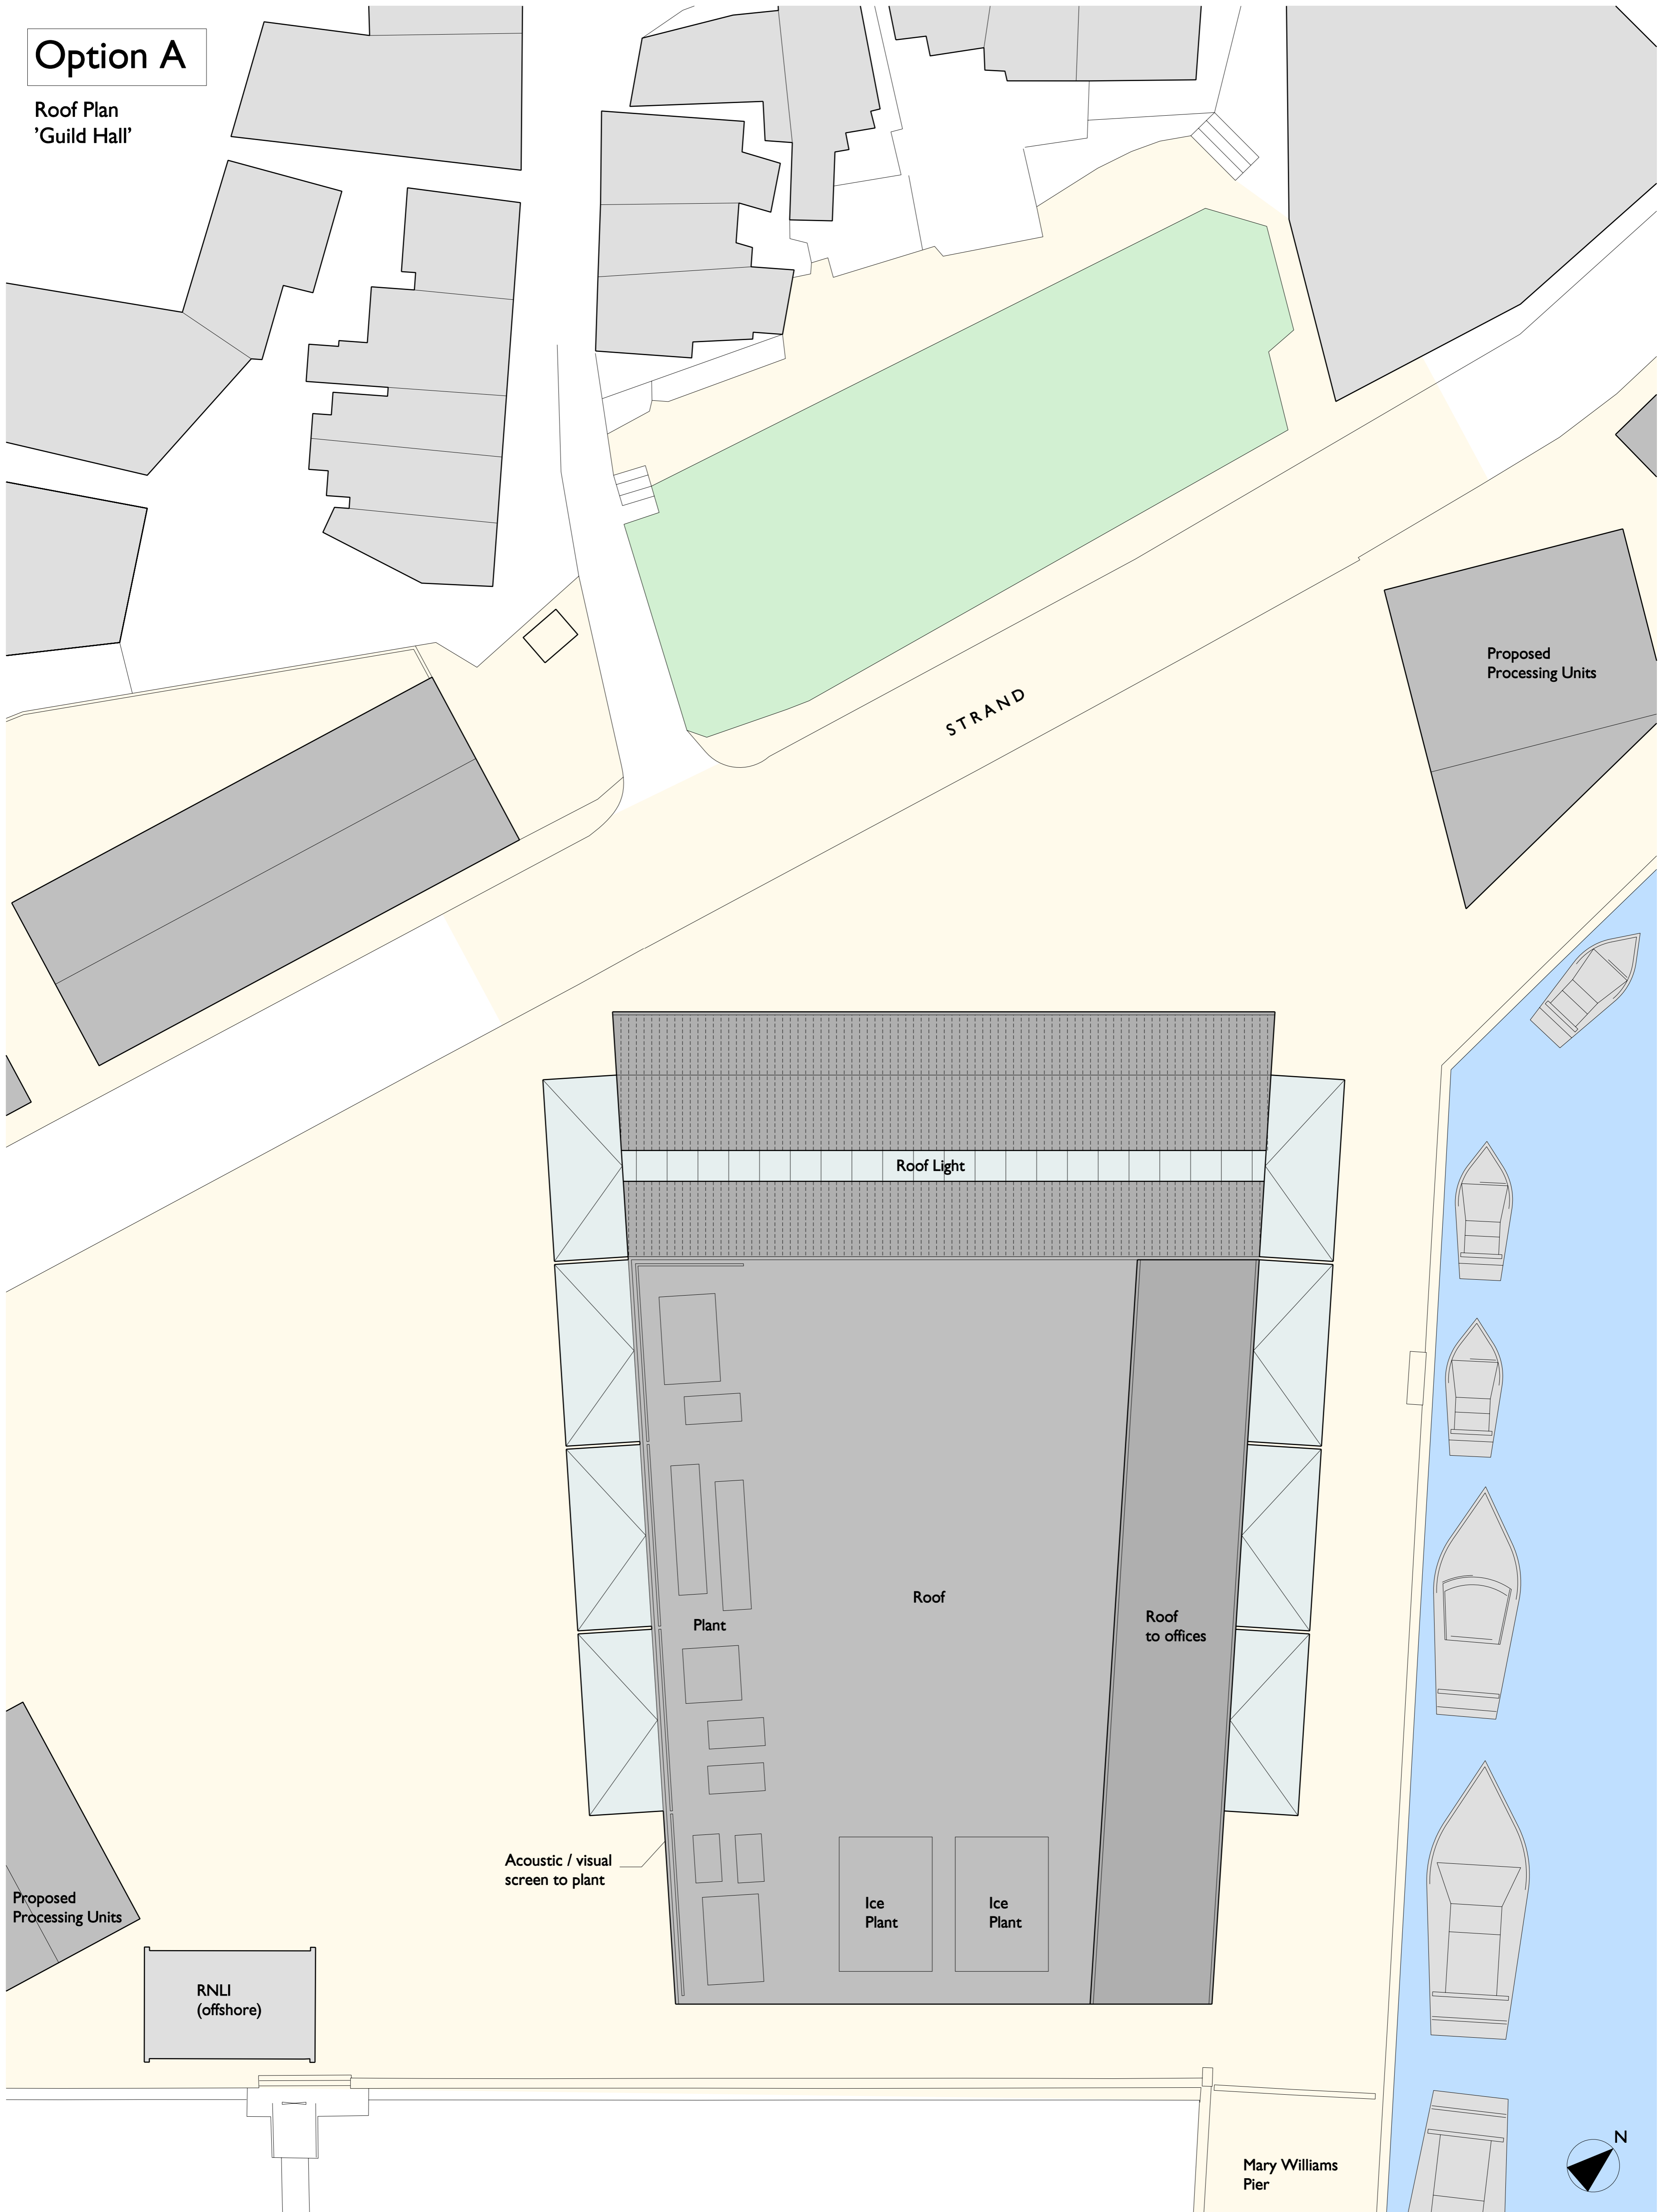 Option A
Roof Plan
’Guild Hall’
Proposed
Processing Units
STRAND
Roof Light
Roof
Plant
Roof
to offices
Acoustic / visual
screen to plant
Ice
Plant
Ice
Plant
Proposed
Processing Units
RNLI
(offshore)
N
Mary Williams
Pier